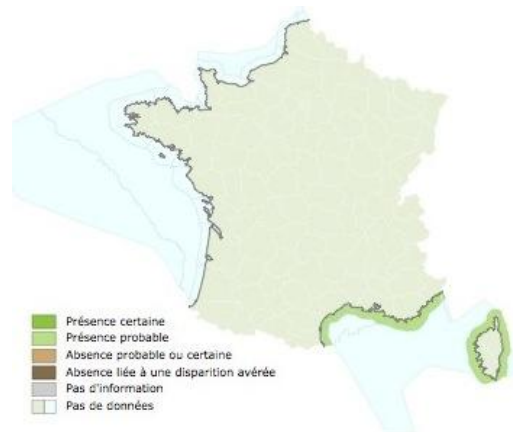 Présence certaine
Présence probable
Absence probable ou certaine
Absence liée à une disparition avérée
Pas d'information
Pas de données